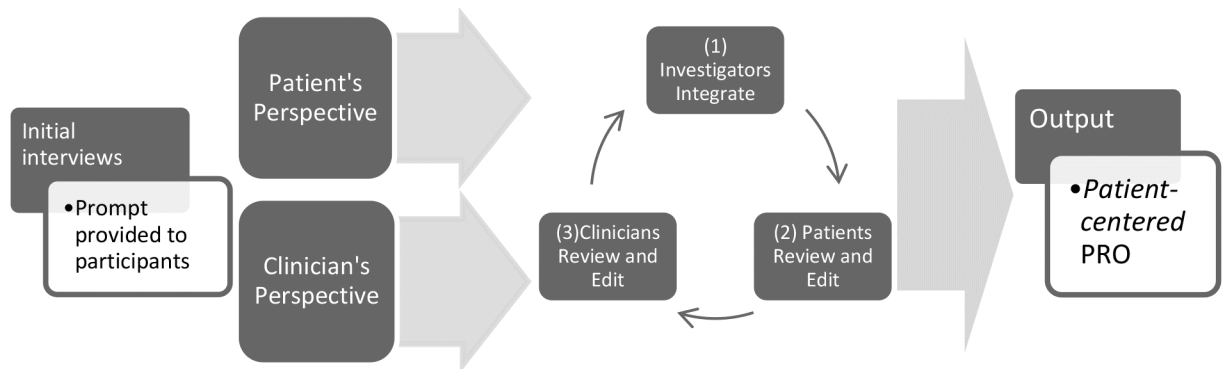 Initial
interviews
•Prompt
provided to
participants
Patient's
Perspective
Clinician's
Perspective
(1)
Investigators
Integrate
(2) Patients
Review and
Edit
(3)Clinicians
Review and
Edit
Output
•Patient-
centered
PRO